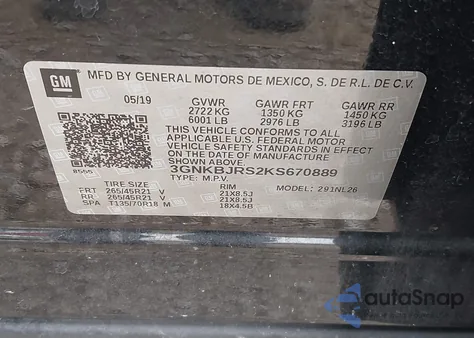 GM
MFD BY GENERAL MOTORS DE MEXICO, S. DE R.L. DE C.V.
05/19 GVWR GAWR FRT GAWR RR
2722 KG 1350 KG 1450 KG
6001 LB 2976 LB 3196 LB
THIS VEHICLE CONFORMS TO ALL
APPLICABLE U.S. FEDERAL MOTOR
VEHICLE SAFETY STANDARDS IN EFFECT
ON THE DATE OF MANUFACTURE
SHOWN ABOVE.
3GNKBJRS2KS670889
TYPE: M.P.V. MODEL: 291NL26
TIRE SIZE RIM
FRT 265/45R21 V 21X8.5J
RR 265/45R21 V 21X8.5J
SPA T135/70R18 M 18X4.5B
autoSnap